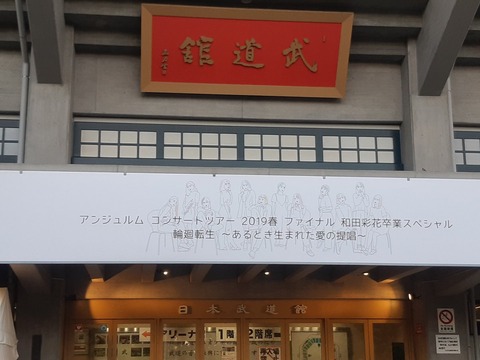 武道館
アンジュルム コンサートツアー 2019春 ファイナル 和田彩花卒業スペシャル
輪廻転生 ～あるとき生まれた愛の提唱～
日本武道館
アリーナ
1階
2階席